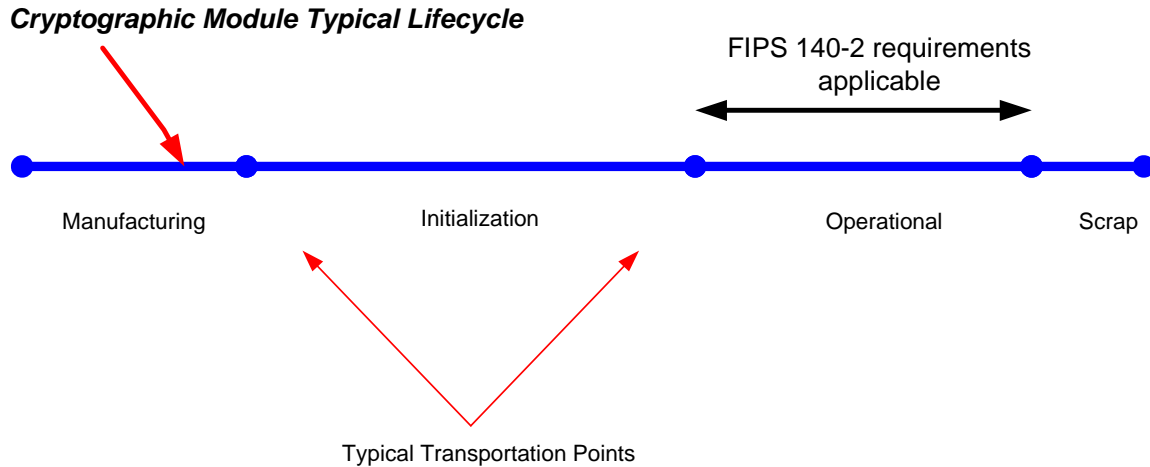 Cryptographic Module Typical Lifecycle
FIPS 140-2 requirements
applicable
Manufacturing
Initialization
Operational
Scrap
Typical Transportation Points